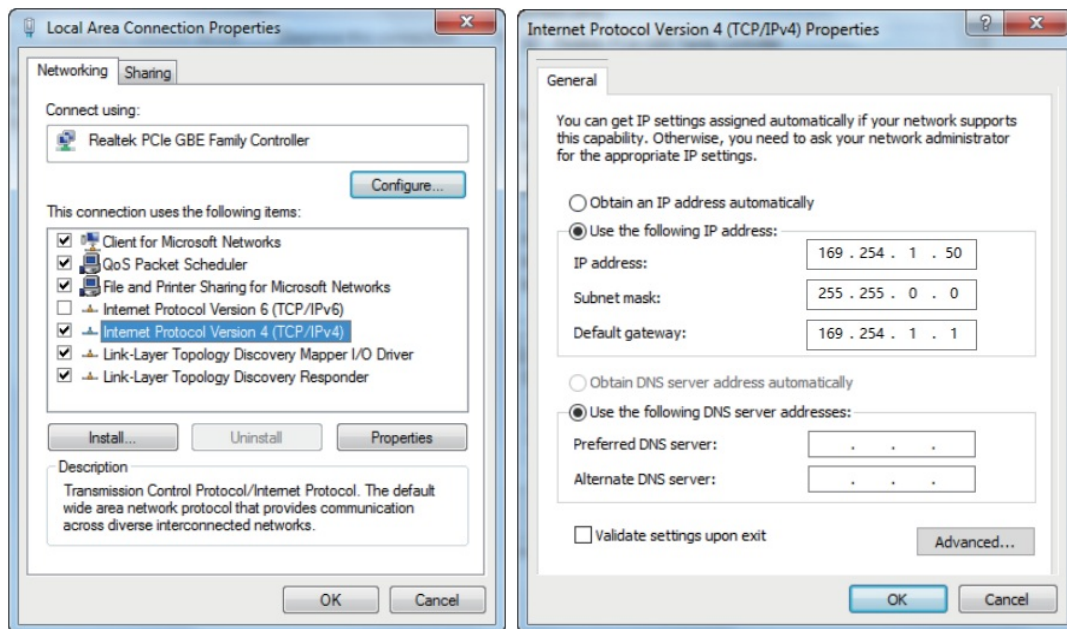 Local Area Connection Properties
Networking
Sharing
Connect using:
Realtek PCIe GBE Family Controller
Configure...
This connection uses the following items:
Client for Microsoft Networks
QoS Packet Scheduler
File and Printer Sharing for Microsoft Networks
Internet Protocol Version 6 (TCP/IPv6)
Internet Protocol Version 4 (TCP/IPv4)
Link-Layer Topology Discovery Mapper I/O Driver
Link-Layer Topology Discovery Responder
Install...
Uninstall
Properties
Description
Transmission Control Protocol/Internet Protocol. The default
wide area network protocol that provides communication
across diverse interconnected networks.
OK
Cancel
Internet Protocol Version 4 (TCP/IPv4) Properties
General
You can get IP settings assigned automatically if your network supports
this capability. Otherwise, you need to ask your network administrator
for the appropriate IP settings.
Obtain an IP address automatically
Use the following IP address:
IP address: 169 . 254 . 1 . 50
Subnet mask: 255 . 255 . 0 . 0
Default gateway: 169 . 254 . 1 . 1
Obtain DNS server address automatically
Use the following DNS server addresses:
Preferred DNS server: . . .
Alternate DNS server: . . .
Validate settings upon exit
Advanced...
OK
Cancel